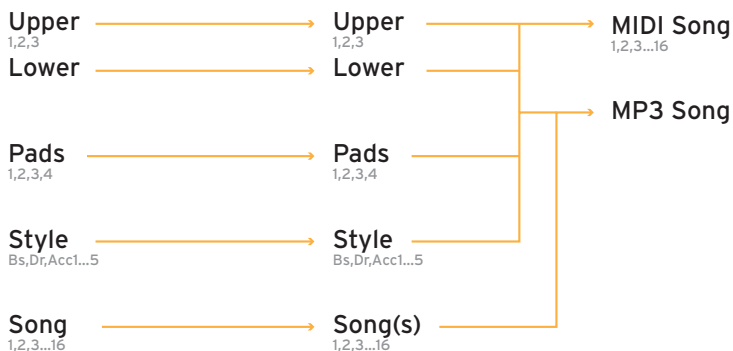 Upper
1,2,3
Lower
Pads
1,2,3,4
Style
Bs,Dr,Acc1...5
Song
1,2,3...16
Upper
1,2,3
Lower
Pads
1,2,3,4
Style
Bs,Dr,Acc1...5
Song(s)
1,2,3...16
MIDI Song
1,2,3...16
MP3 Song